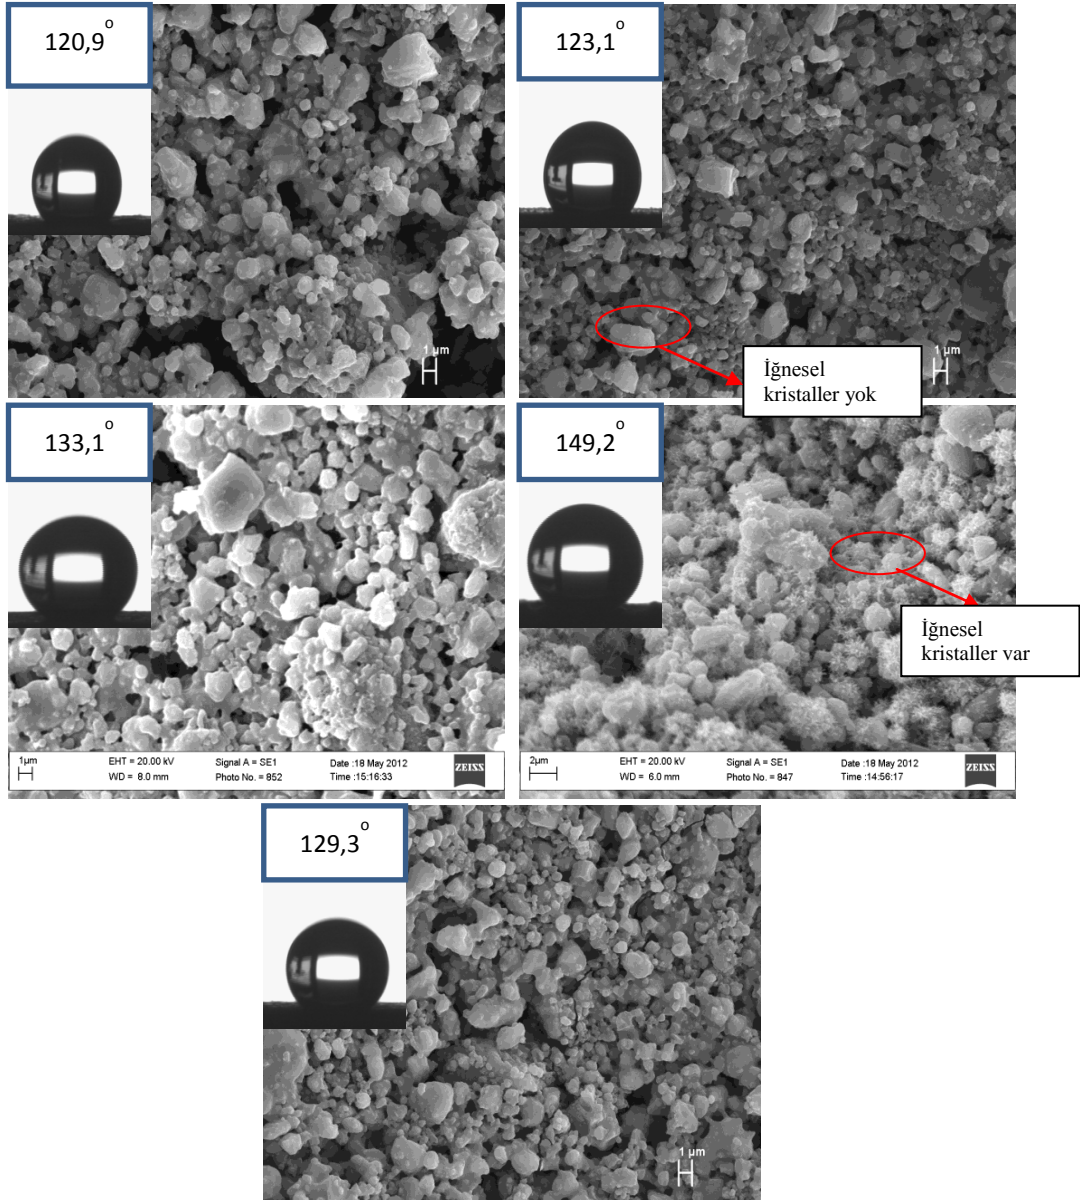 120,9°
123,1°
1 µm
1 µm
İğnesel
kristaller yok
133,1°
149,2°
İğnesel
kristaller var
1µm
EHT = 20.00 kV
WD = 8.0 mm
Signal A = SE1
Photo No. = 852
Date :18 May 2012
Time :15:16:33
ZEISS
2µm
EHT = 20.00 kV
WD = 6.0 mm
Signal A = SE1
Photo No. = 847
Date :18 May 2012
Time :14:56:17
ZEISS
129,3°
1 µm